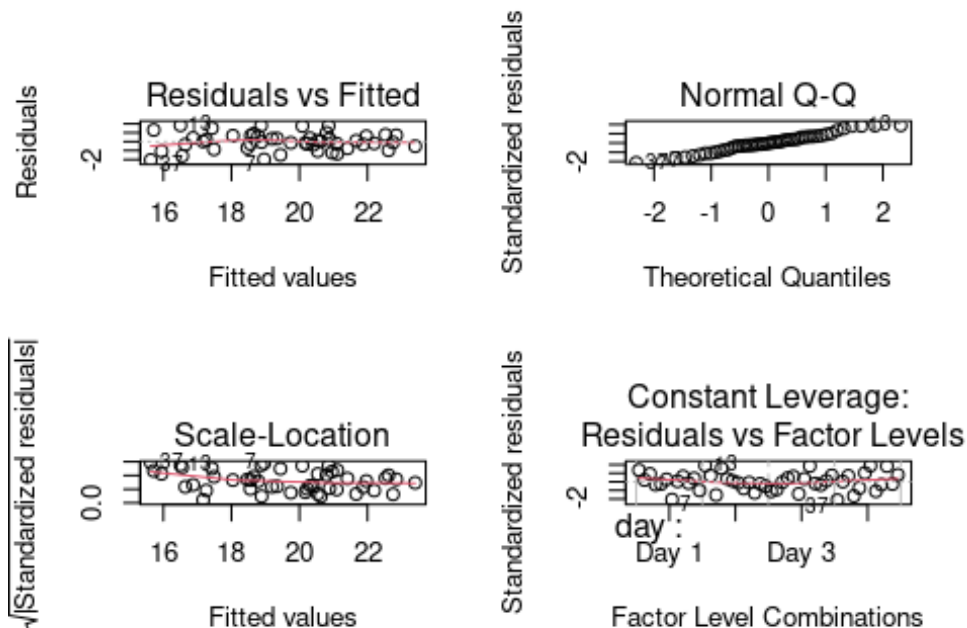 Residuals vs Fitted
Residuals
-2
13
37
7
16 18 20 22
Fitted values
Normal Q-Q
Standardized residuals
-2
13
37
-2 -1 0 1 2
Theoretical Quantiles
Scale-Location
√|Standardized residuals|
0.0
37 13 7
16 18 20 22
Fitted values
Constant Leverage:
Residuals vs Factor Levels
Standardized residuals
-2
13
7
37
day :
Day 1 Day 3
Factor Level Combinations